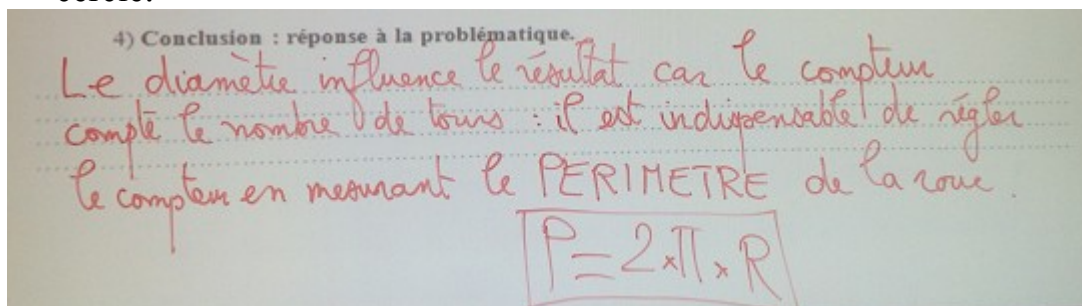 4) Conclusion : réponse à la problématique.
Le diamètre influence le résultat car le compteur
compte le nombre de tours : il est indispensable de régler
le compteur en mesurant le PERIMETRE de la roue.
P = 2 x π x R